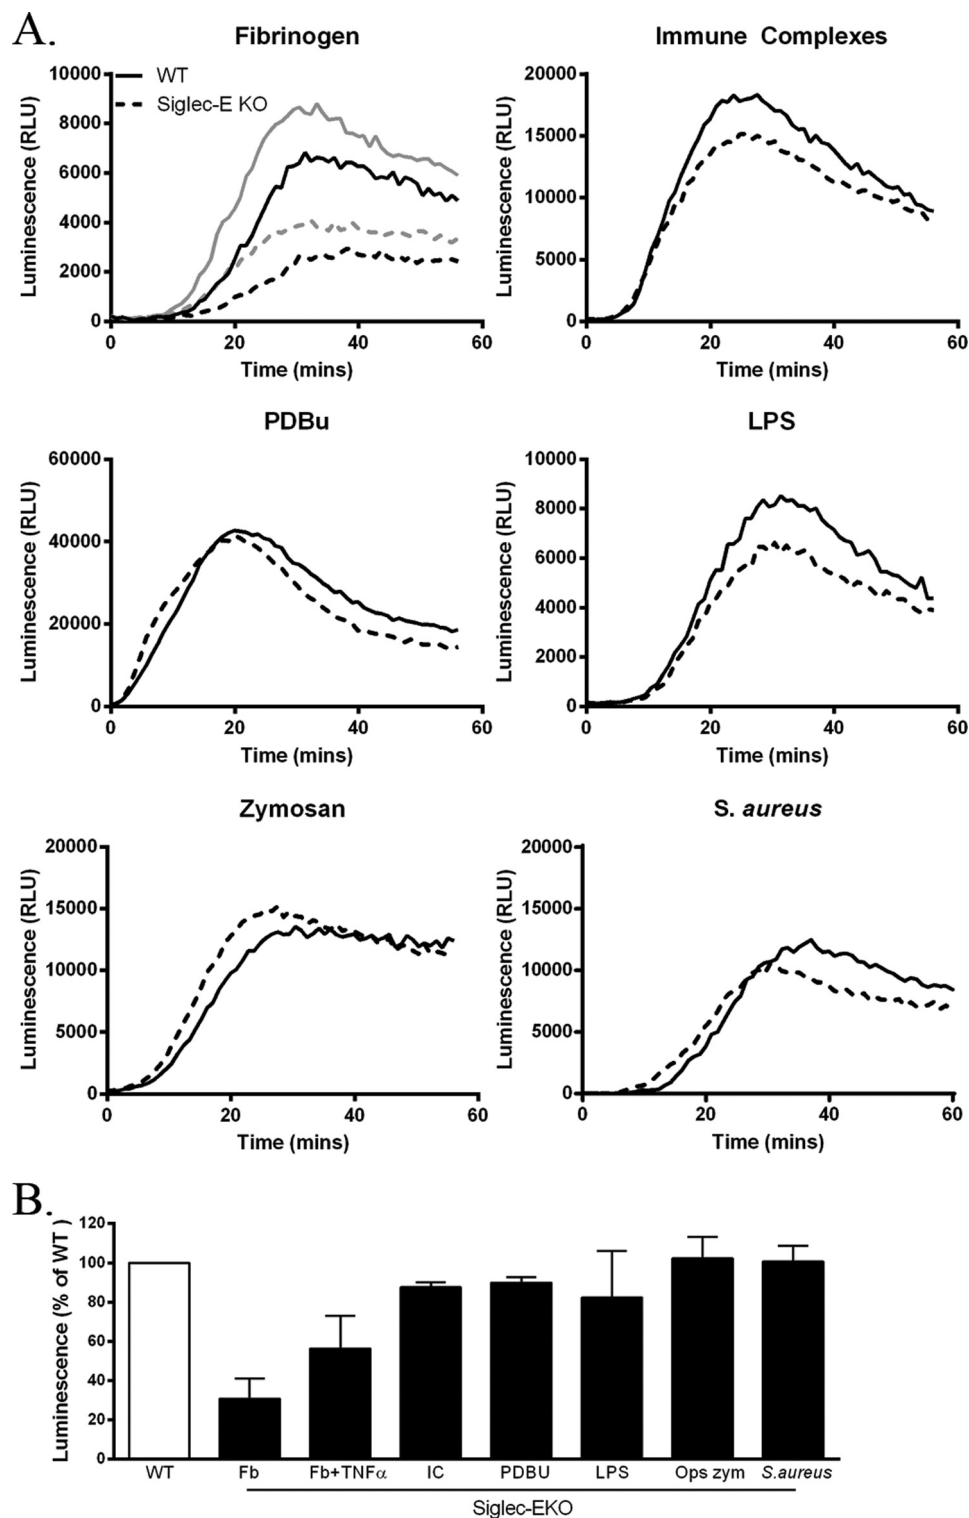 A.
Fibrinogen
WT
Siglec-E KO
Luminescence (RLU)
10000
8000
6000
4000
2000
0
0 20 40 60
Time (mins)
Immune Complexes
Luminescence (RLU)
20000
15000
10000
5000
0
0 20 40 60
Time (mins)
PDBu
Luminescence (RLU)
60000
40000
20000
0
0 20 40 60
Time (mins)
LPS
Luminescence (RLU)
10000
8000
6000
4000
2000
0
0 20 40 60
Time (mins)
Zymosan
Luminescence (RLU)
20000
15000
10000
5000
0
0 20 40 60
Time (mins)
S. aureus
Luminescence (RLU)
20000
15000
10000
5000
0
0 20 40 60
Time (mins)
B.
Luminescence (% of WT )
120
100
80
60
40
20
0
WT Fb Fb+TNFα IC PDBU LPS Ops zym S.aureus
Siglec-EKO